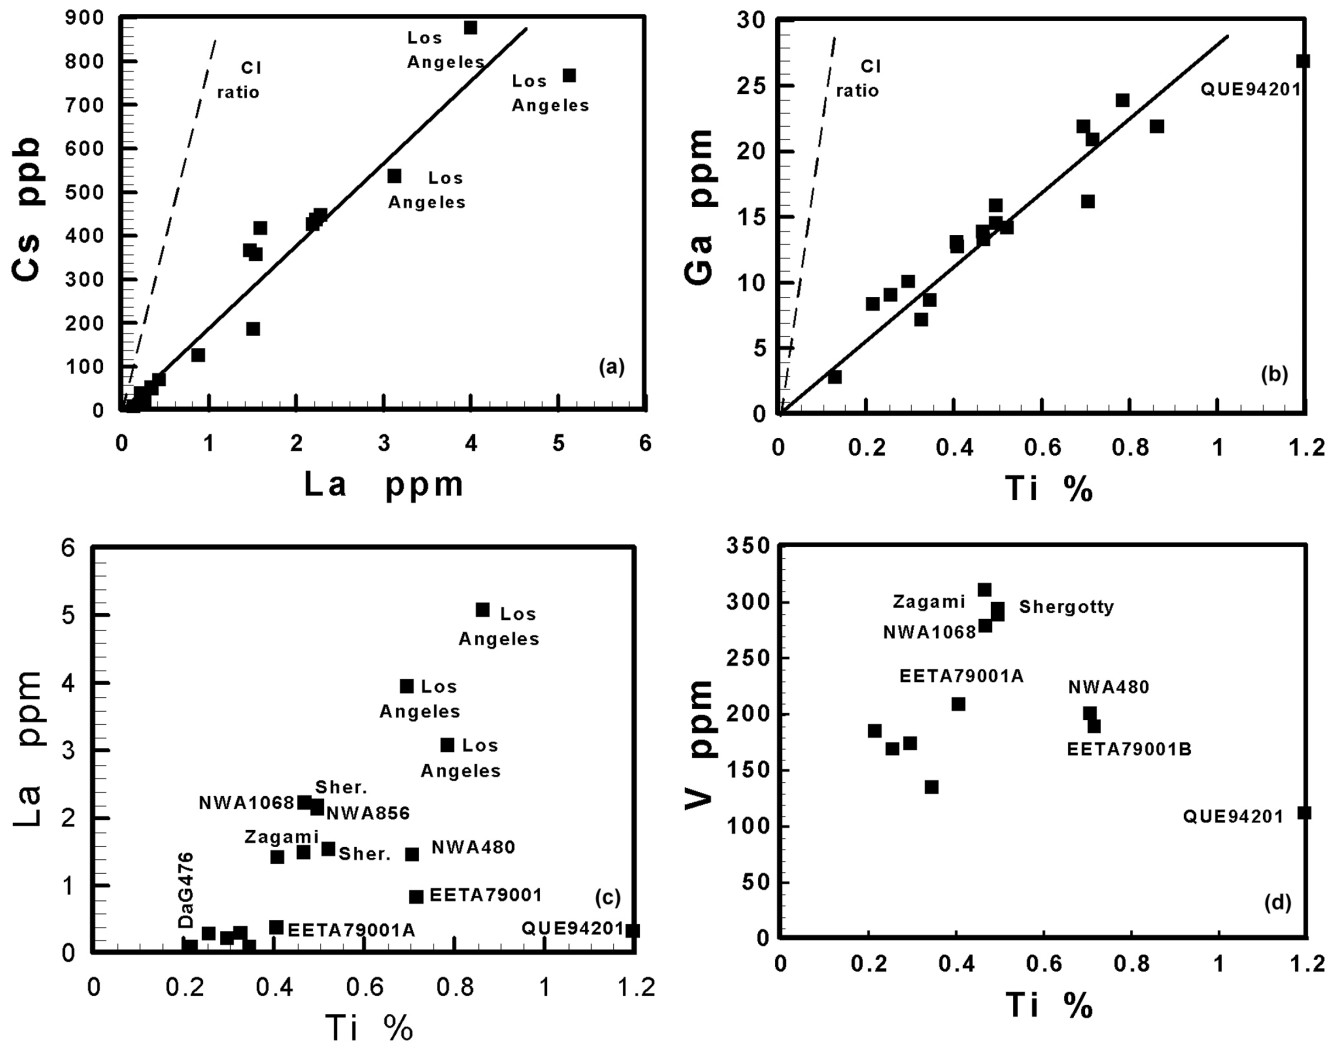 900
800
700
600
500
400
300
200
100
0
Cs ppb
CI
ratio
Los
Angeles
Los
Angeles
Los
Angeles
(a)
0 1 2 3 4 5 6
La ppm
30
25
20
15
10
5
0
Ga ppm
CI
ratio
QUE94201
(b)
0.2 0.4 0.6 0.8 1 1.2
Ti %
6
5
4
3
2
1
0
La ppm
Los
Angeles
Los
Angeles
Los
Angeles
Sher.
NWA1068
NWA856
Zagami
Sher.
NWA480
DaG476
EETA79001
(c)
EETA79001A
QUE94201
0 0.2 0.4 0.6 0.8 1 1.2
Ti %
350
300
250
200
150
100
50
0
V ppm
Zagami
Shergotty
NWA1068
EETA79001A
NWA480
EETA79001B
QUE94201
(d)
0 0.2 0.4 0.6 0.8 1 1.2
Ti %